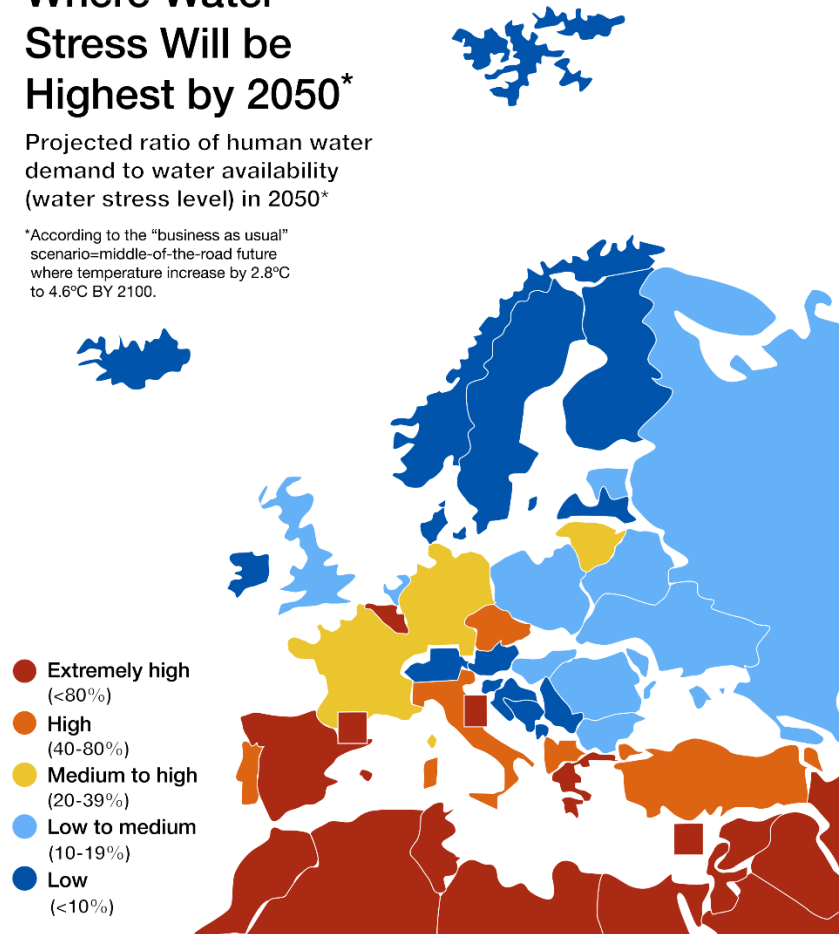 Where Water
Stress Will be
Highest by 2050*
Projected ratio of human water
demand to water availability
(water stress level) in 2050*
*According to the “business as usual”
scenario=middle-of-the-road future
where temperature increase by 2.8ºC
to 4.6ºC BY 2100.
Extremely high
(<80%)
High
(40-80%)
Medium to high
(20-39%)
Low to medium
(10-19%)
Low
(<10%)